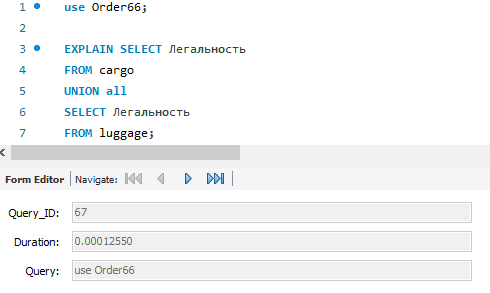 1 use Order66;
2
3 EXPLAIN SELECT Легальность
4 FROM cargo
5 UNION all
6 SELECT Легальность
7 FROM luggage;
Form Editor Navigate:
Query_ID: 67
Duration: 0.00012550
Query: use Order66